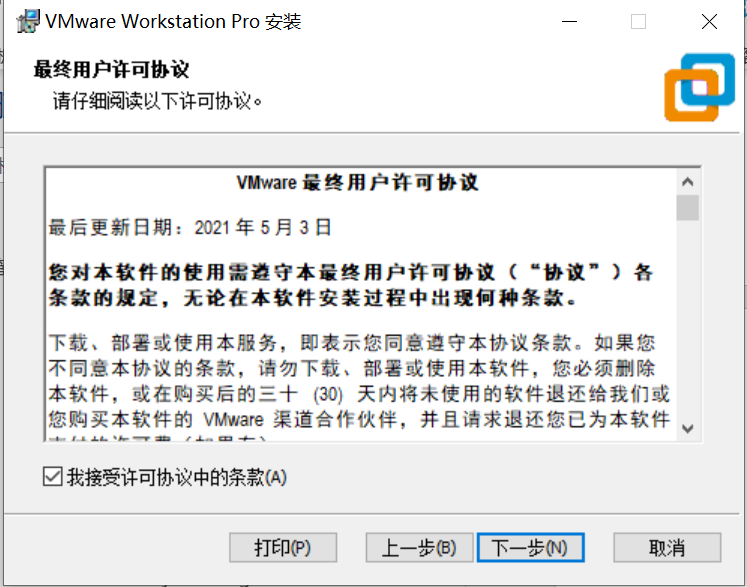 VMware Workstation Pro 安装
最终用户许可协议
请仔细阅读以下许可协议。
VMware 最终用户许可协议
最后更新日期：2021 年 5 月 3 日
您对本软件的使用需遵守本最终用户许可协议（“协议”）各
条款的规定，无论在本软件安装过程中出现何种条款。
下载、部署或使用本服务，即表示您同意遵守本协议条款。如果您
不同意本协议的条款，请勿下载、部署或使用本软件，您必须删除
本软件，或在购买后的三十 (30) 天内将未使用的软件退还给我们或
您购买本软件的 VMware 渠道合作伙伴，并且请求退还您已为本软件
我接受许可协议中的条款(A)
打印(P)
上一步(B)
下一步(N)
取消